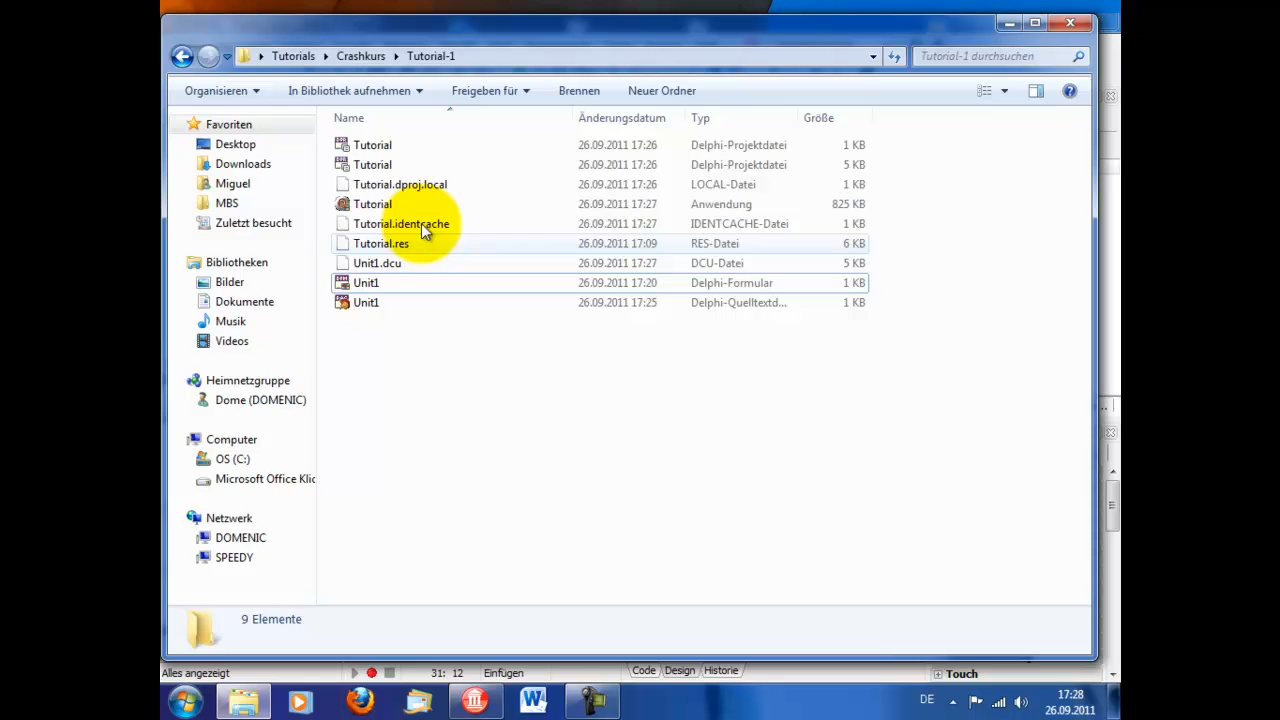 Tutorials Crashkurs Tutorial-1 Tutorial-1 durchsuchen
Organisieren In Bibliothek aufnehmen Freigeben für Brennen Neuer Ordner
Favoriten
Desktop
Downloads
Miguel
MBS
Zuletzt besucht
Bibliotheken
Bilder
Dokumente
Musik
Videos
Heimnetzgruppe
Dome (DOMENIC)
Computer
OS (C:)
Microsoft Office Klic
Netzwerk
DOMENIC
SPEEDY
Name Änderungsdatum Typ Größe
Tutorial 26.09.2011 17:26 Delphi-Projektdatei 1 KB
Tutorial 26.09.2011 17:26 Delphi-Projektdatei 5 KB
Tutorial.dproj.local 26.09.2011 17:26 LOCAL-Datei 1 KB
Tutorial 26.09.2011 17:27 Anwendung 825 KB
Tutorial.identcache 26.09.2011 17:27 IDENTCACHE-Datei 1 KB
Tutorial.res 26.09.2011 17:09 RES-Datei 6 KB
Unit1.dcu 26.09.2011 17:27 DCU-Datei 5 KB
Unit1 26.09.2011 17:20 Delphi-Formular 1 KB
Unit1 26.09.2011 17:25 Delphi-Quelltextd... 1 KB
9 Elemente
Alles angezeigt 31: 12 Einfügen Code Design Historie Touch
DE 17:28
26.09.2011